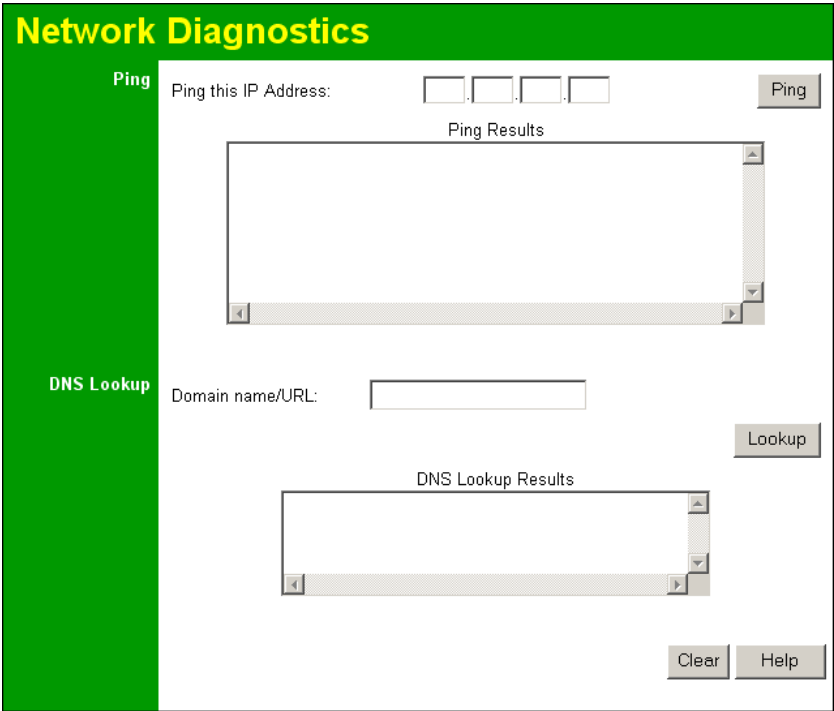 Network Diagnostics
Ping
Ping this IP Address: . . . Ping
Ping Results
DNS Lookup
Domain name/URL:
Lookup
DNS Lookup Results
Clear Help